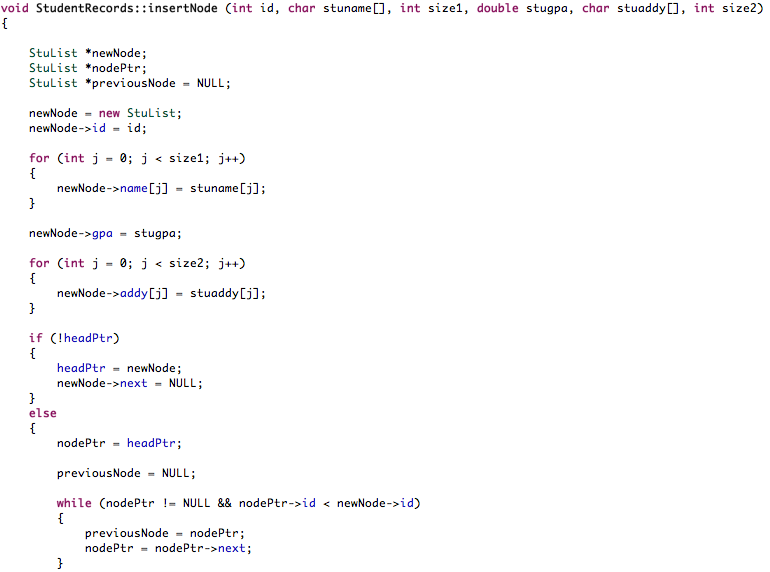 void StudentRecords::insertNode (int id, char stuname[], int size1, double stugpa, char stuaddy[], int size2)
{
StuList *newNode;
StuList *nodePtr;
StuList *previousNode = NULL;
newNode = new StuList;
newNode->id = id;
for (int j = 0; j < size1; j++)
{
newNode->name[j] = stuname[j];
}
newNode->gpa = stugpa;
for (int j = 0; j < size2; j++)
{
newNode->addy[j] = stuaddy[j];
}
if (!headPtr)
{
headPtr = newNode;
newNode->next = NULL;
}
else
{
nodePtr = headPtr;
previousNode = NULL;
while (nodePtr != NULL && nodePtr->id < newNode->id)
{
previousNode = nodePtr;
nodePtr = nodePtr->next;
}